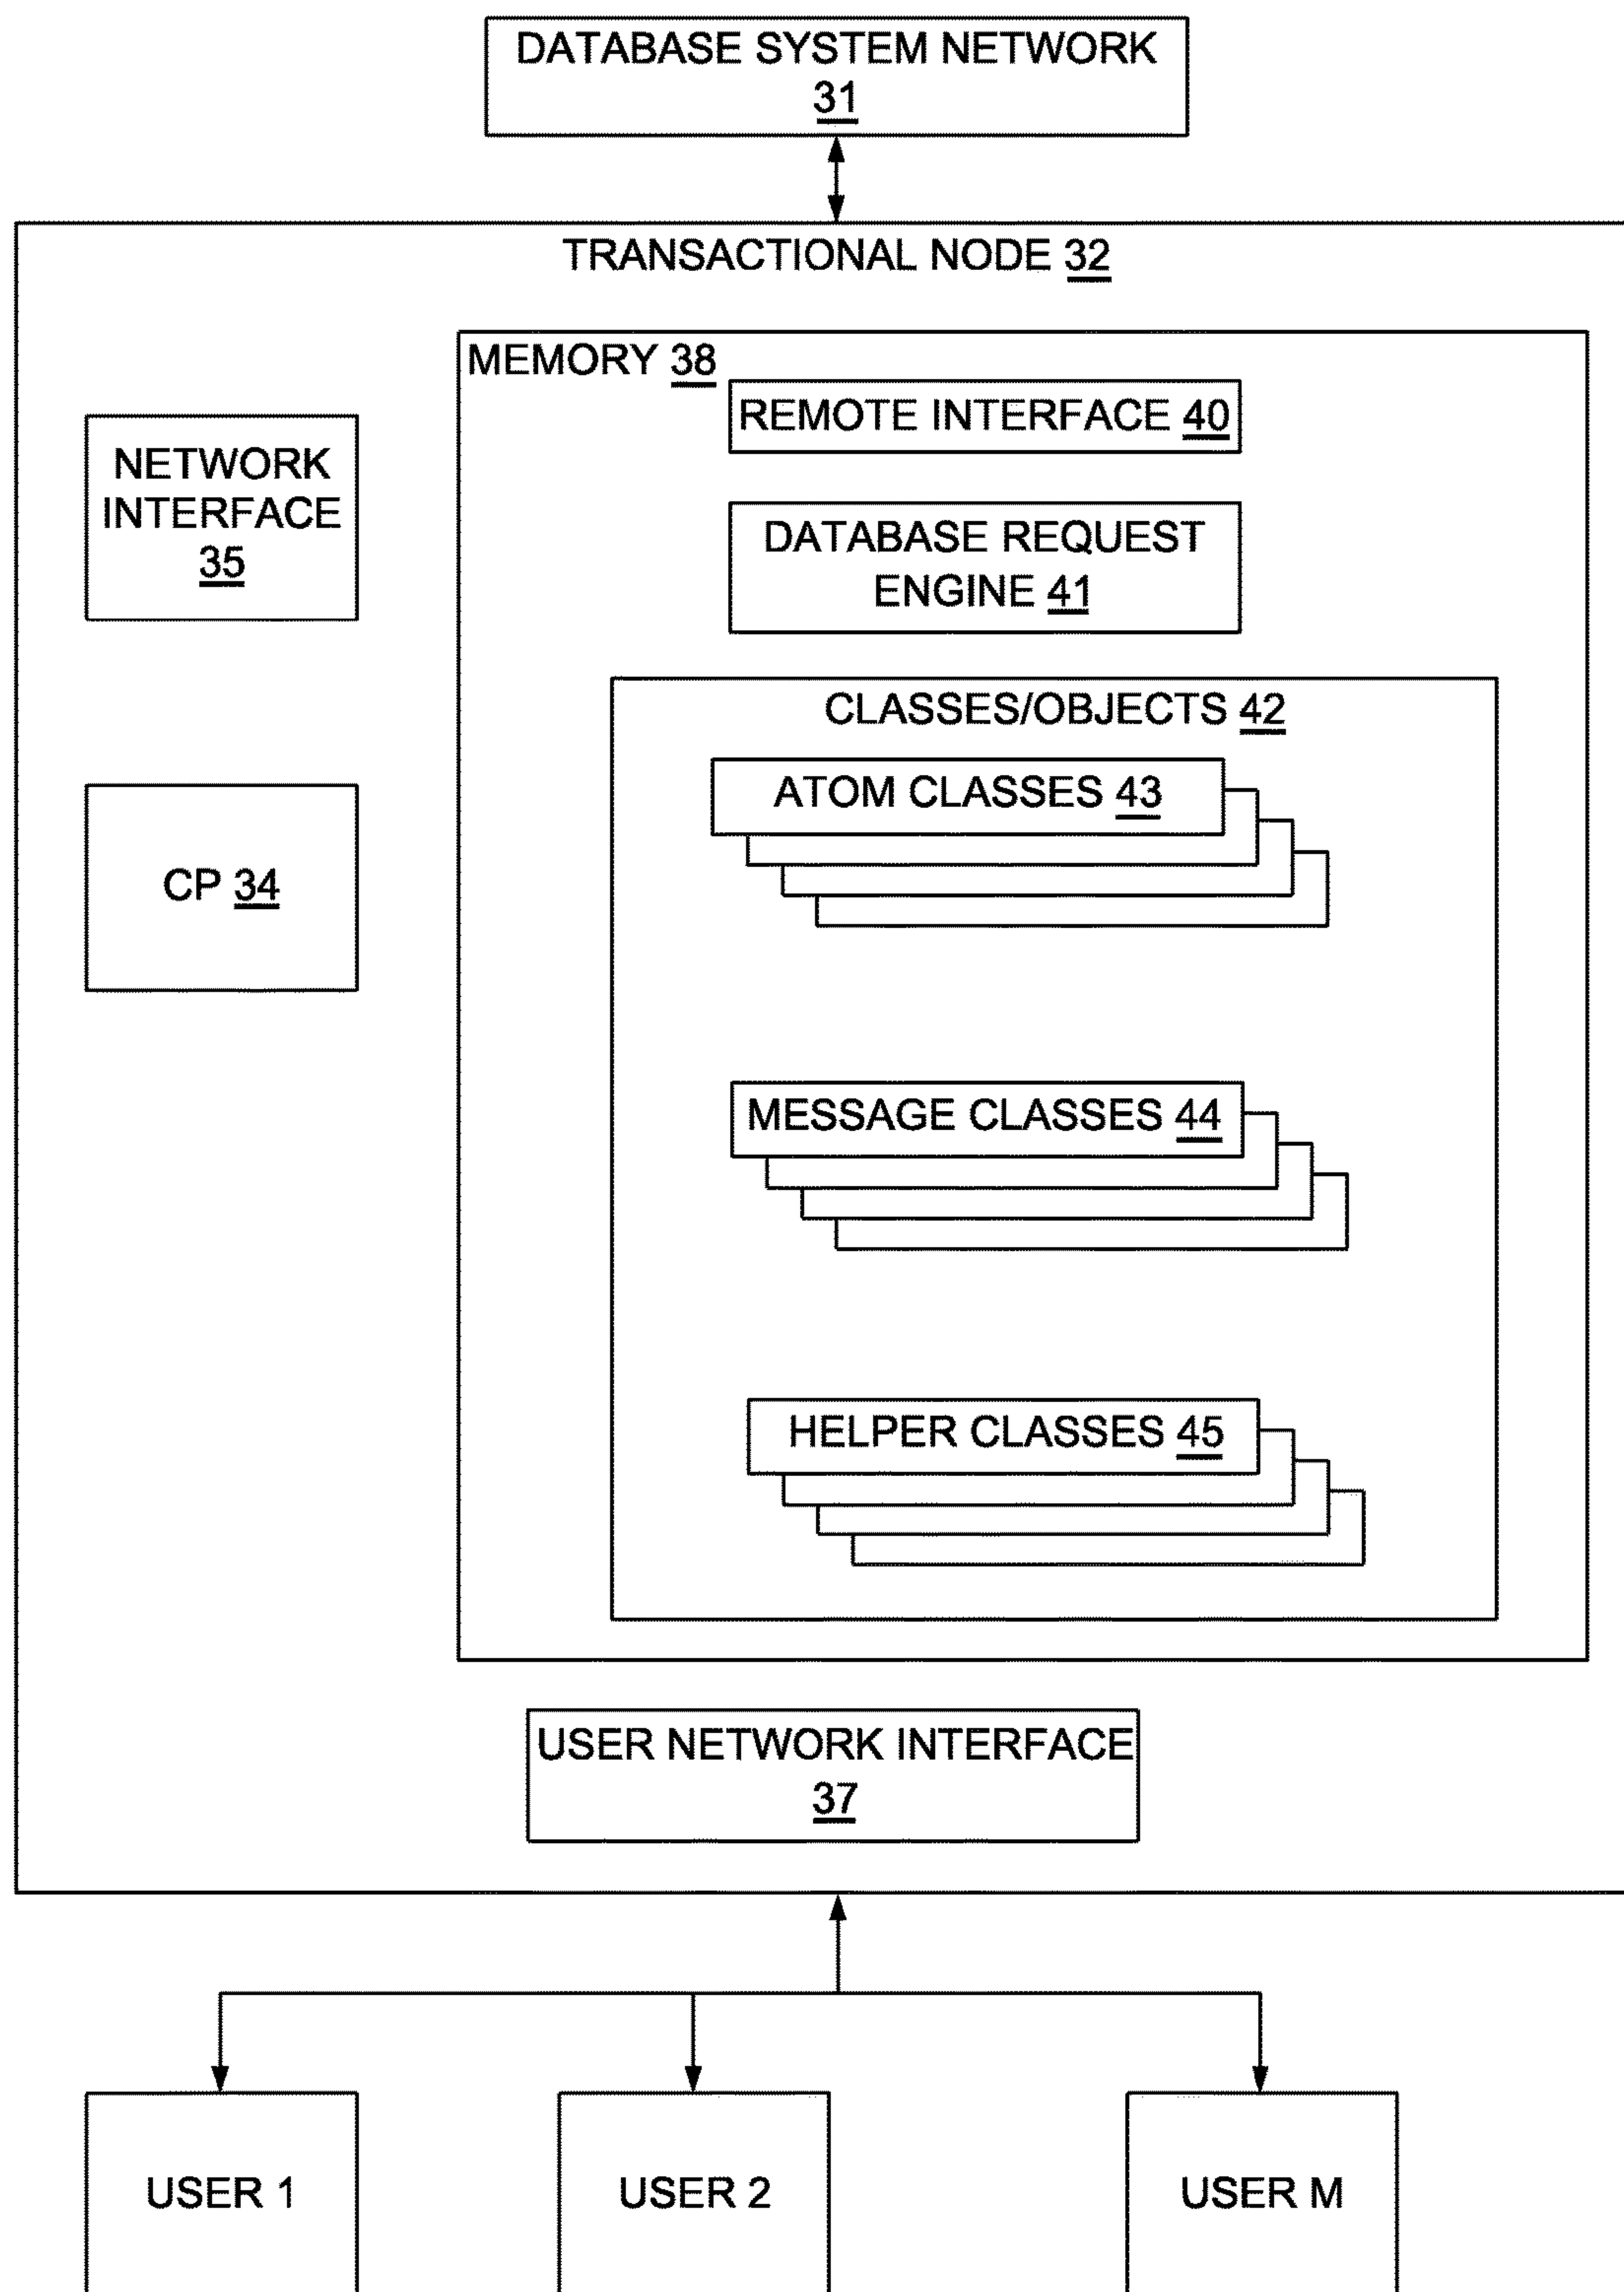 DATABASE SYSTEM NETWORK
31
TRANSACTIONAL NODE 32
MEMORY 38
REMOTE INTERFACE 40
NETWORK
INTERFACE
35
DATABASE REQUEST
ENGINE 41
CLASSES/OBJECTS 42
ATOM CLASSES 43
CP 34
MESSAGE CLASSES 44
HELPER CLASSES 45
USER NETWORK INTERFACE
37
USER 1
USER 2
USER M